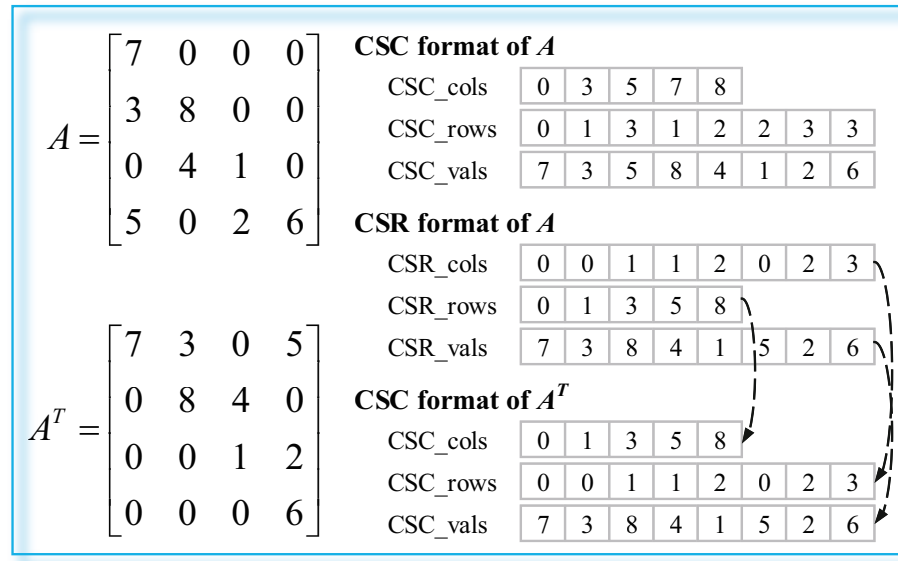 A = [7 0 0 0
3 8 0 0
0 4 1 0
5 0 2 6]
CSC format of A
CSC_cols 0 3 5 7 8
CSC_rows 0 1 3 1 2 2 3 3
CSC_vals 7 3 5 8 4 1 2 6
CSR format of A
CSR_cols 0 0 1 1 2 0 2 3
CSR_rows 0 1 3 5 8
CSR_vals 7 3 8 4 1 5 2 6
A^T = [7 3 0 5
0 8 4 0
0 0 1 2
0 0 0 6]
CSC format of A^T
CSC_cols 0 1 3 5 8
CSC_rows 0 0 1 1 2 0 2 3
CSC_vals 7 3 8 4 1 5 2 6